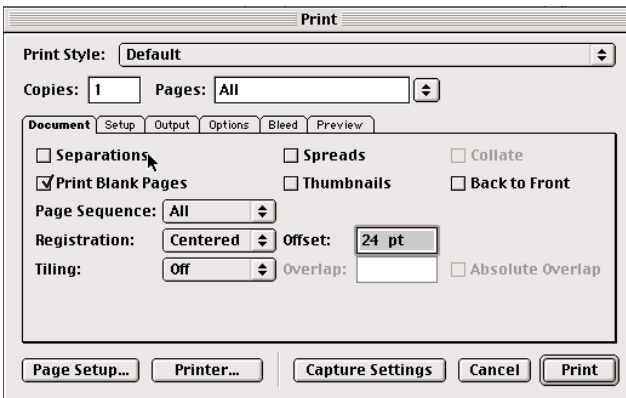 Print
Print Style: Default
Copies: 1 Pages: All
Document Setup Output Options Bleed Preview
Separations Spreads Collate
Print Blank Pages Thumbnails Back to Front
Page Sequence: All
Registration: Centered Offset: 24 pt
Tiling: Off Overlap: Absolute Overlap
Page Setup... Printer... Capture Settings Cancel Print